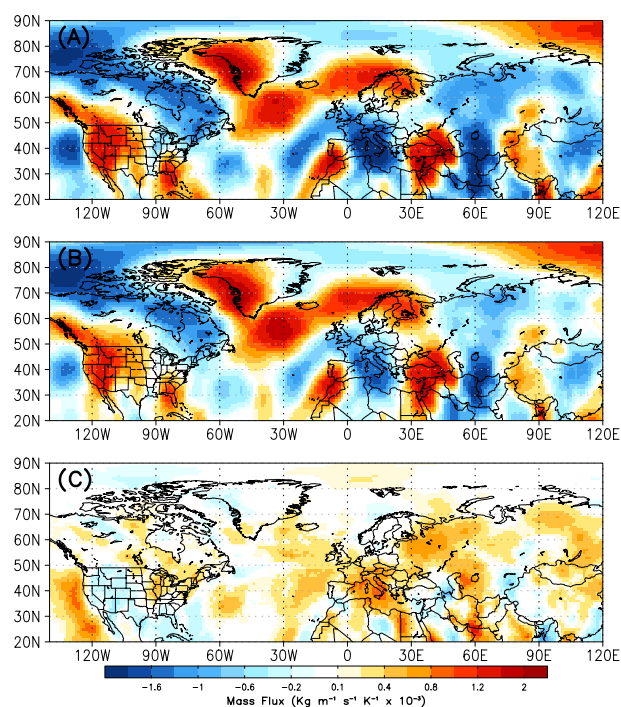 90N
(A)
80N
70N
60N
50N
40N
30N
20N
120W 90W 60W 30W 0 30E 60E 90E 120E
90N
(B)
80N
70N
60N
50N
40N
30N
20N
120W 90W 60W 30W 0 30E 60E 90E 120E
90N
(C)
80N
70N
60N
50N
40N
30N
20N
120W 90W 60W 30W 0 30E 60E 90E 120E
-1.6 -1 -0.6 -0.2 0.1 0.4 0.8 1.2 2
Mass Flux (Kg m⁻¹ s⁻¹ K⁻¹ x 10⁻³)